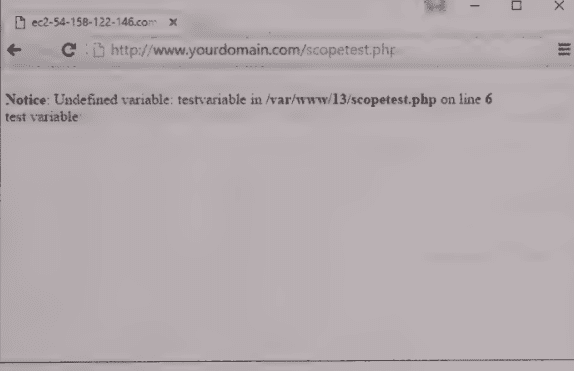 ec2-54-158-122-146.com
http://www.yourdomain.com/scopetest.php
Notice: Undefined variable: testvariable in /var/www/13/scopetest.php on line 6
test variable